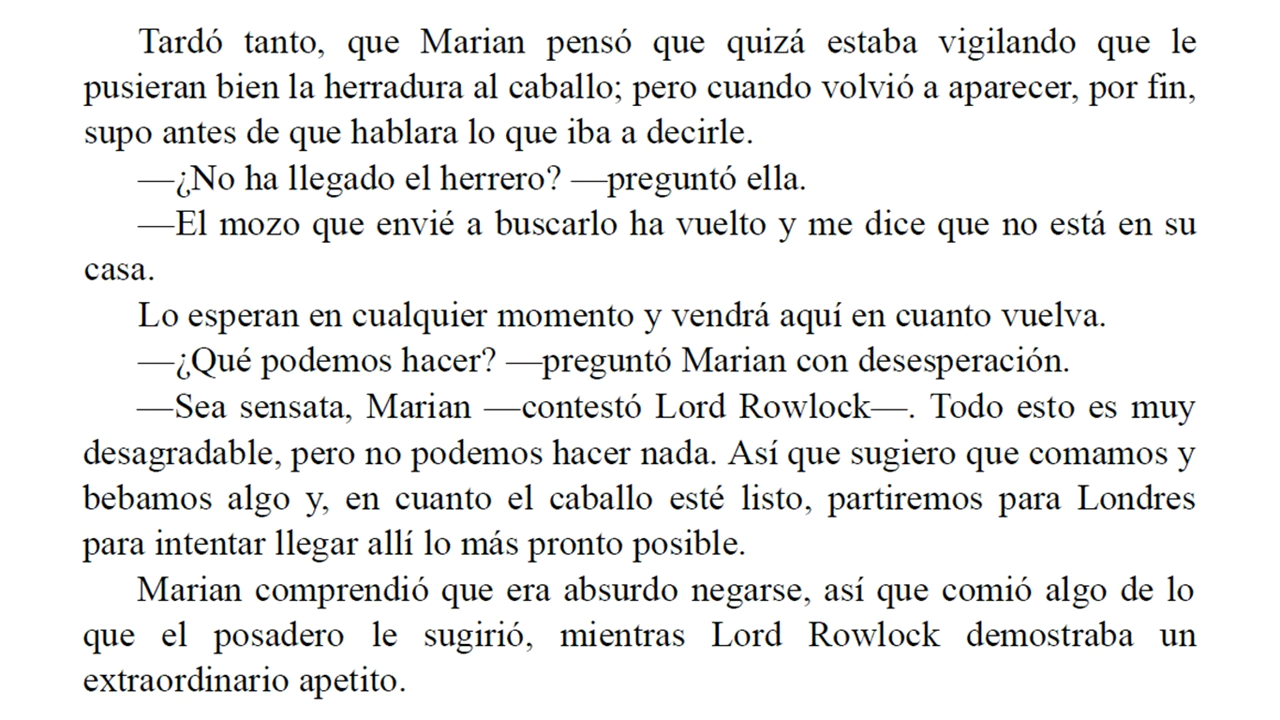 Tardó tanto, que Marian pensó que quizá estaba vigilando que le
pusieran bien la herradura al caballo; pero cuando volvió a aparecer, por fin,
supo antes de que hablara lo que iba a decirle.
—¿No ha llegado el herrero? —preguntó ella.
—El mozo que envié a buscarlo ha vuelto y me dice que no está en su
casa.
Lo esperan en cualquier momento y vendrá aquí en cuanto vuelva.
—¿Qué podemos hacer? —preguntó Marian con desesperación.
—Sea sensata, Marian —contestó Lord Rowlock—. Todo esto es muy
desagradable, pero no podemos hacer nada. Así que sugiero que comamos y
bebamos algo y, en cuanto el caballo esté listo, partiremos para Londres
para intentar llegar allí lo más pronto posible.
Marian comprendió que era absurdo negarse, así que comió algo de lo
que el posadero le sugirió, mientras Lord Rowlock demostraba un
extraordinario apetito.